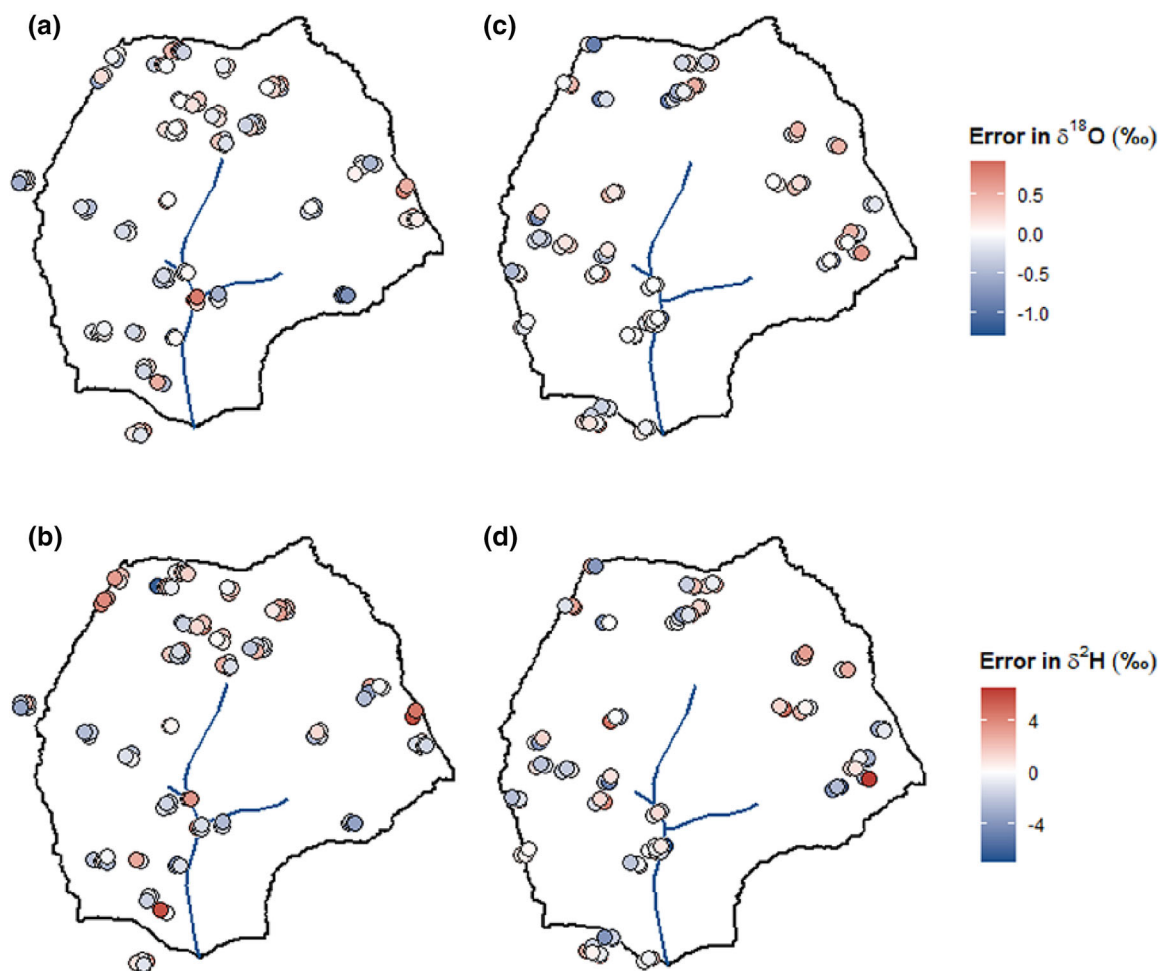 (a)
(c)
Error in δ¹⁸O (‰)
0.5
0.0
-0.5
-1.0
(b)
(d)
Error in δ²H (‰)
4
0
-4